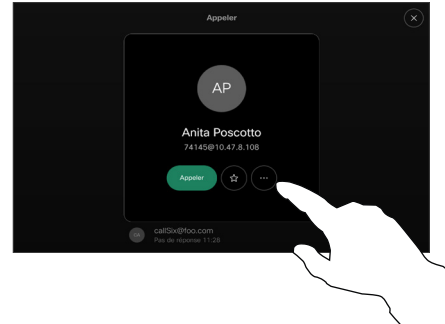 Appeler
AP
Anita Poscotto
74145@10.47.8.108
Appeler
callSix@foo.com
Pas de réponse 11:28